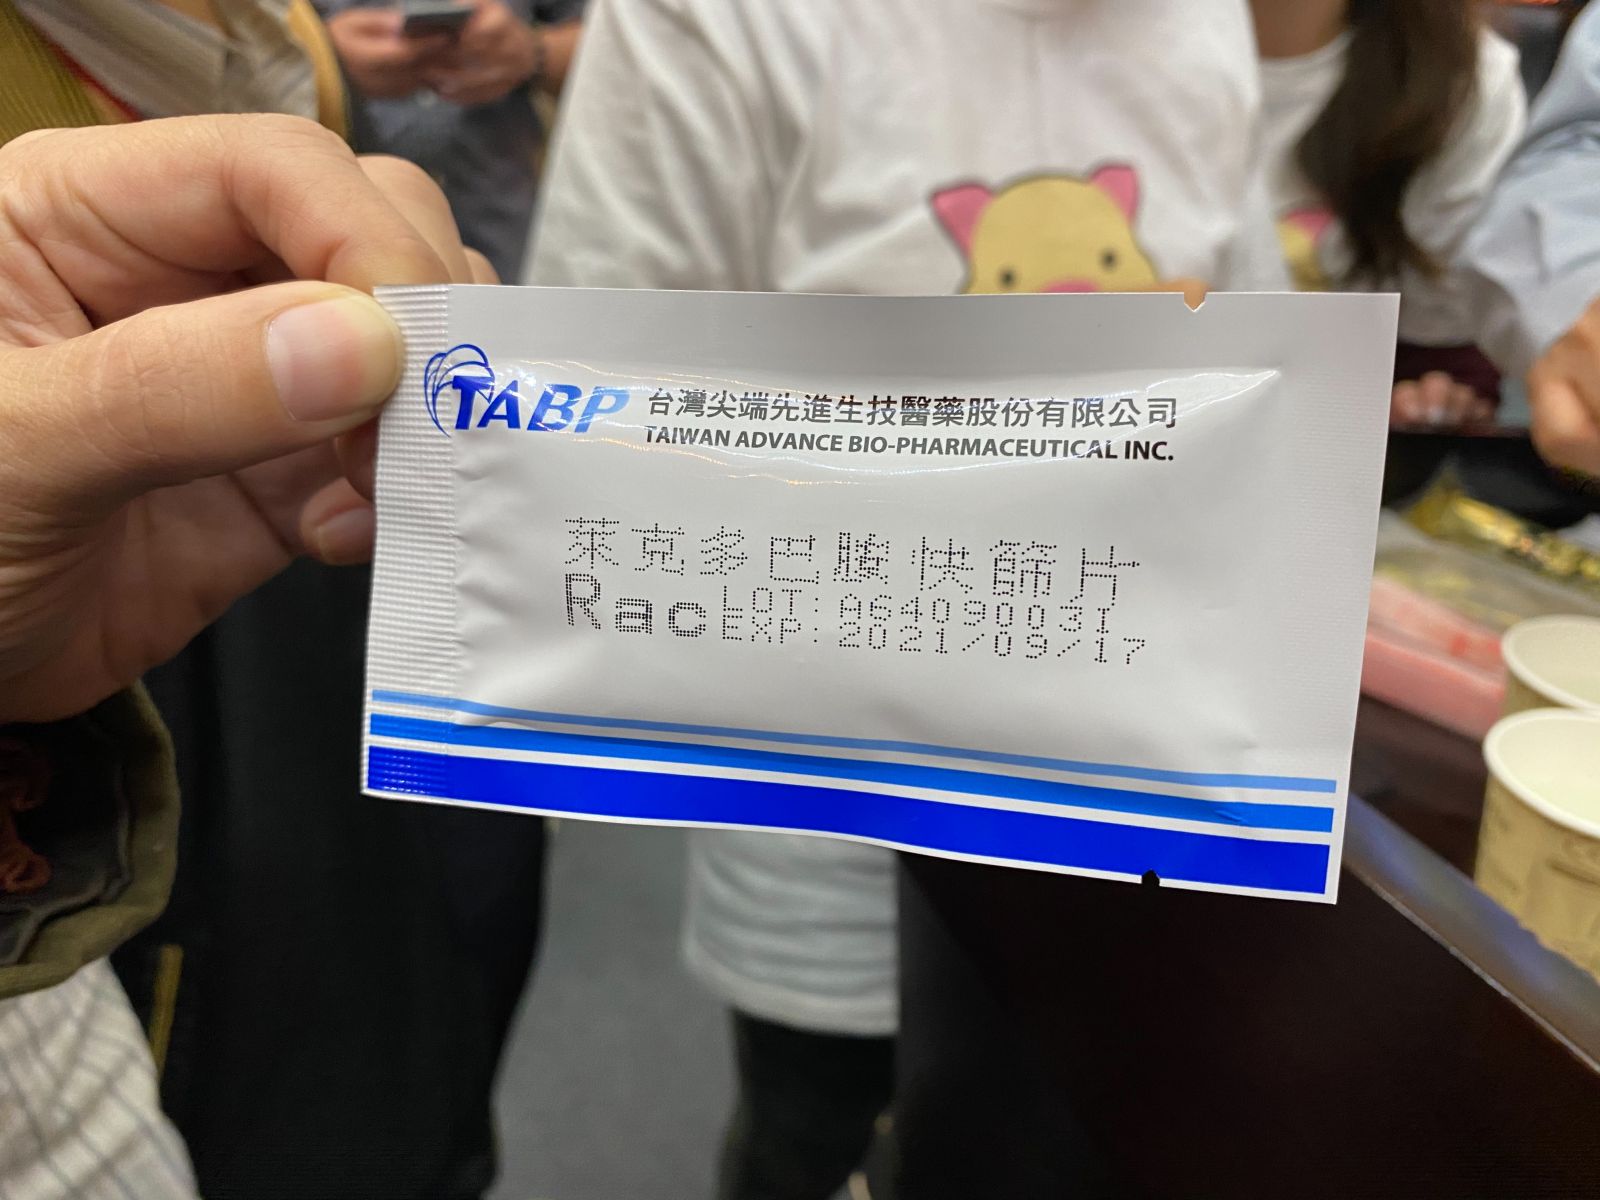 TABP 台灣尖端先進生技醫藥股份有限公司
TAIWAN ADVANCE BIO-PHARMACEUTICAL INC.
萊克多巴胺快篩片
Rac LOT: AS409003I
EXP: 2021/09/17